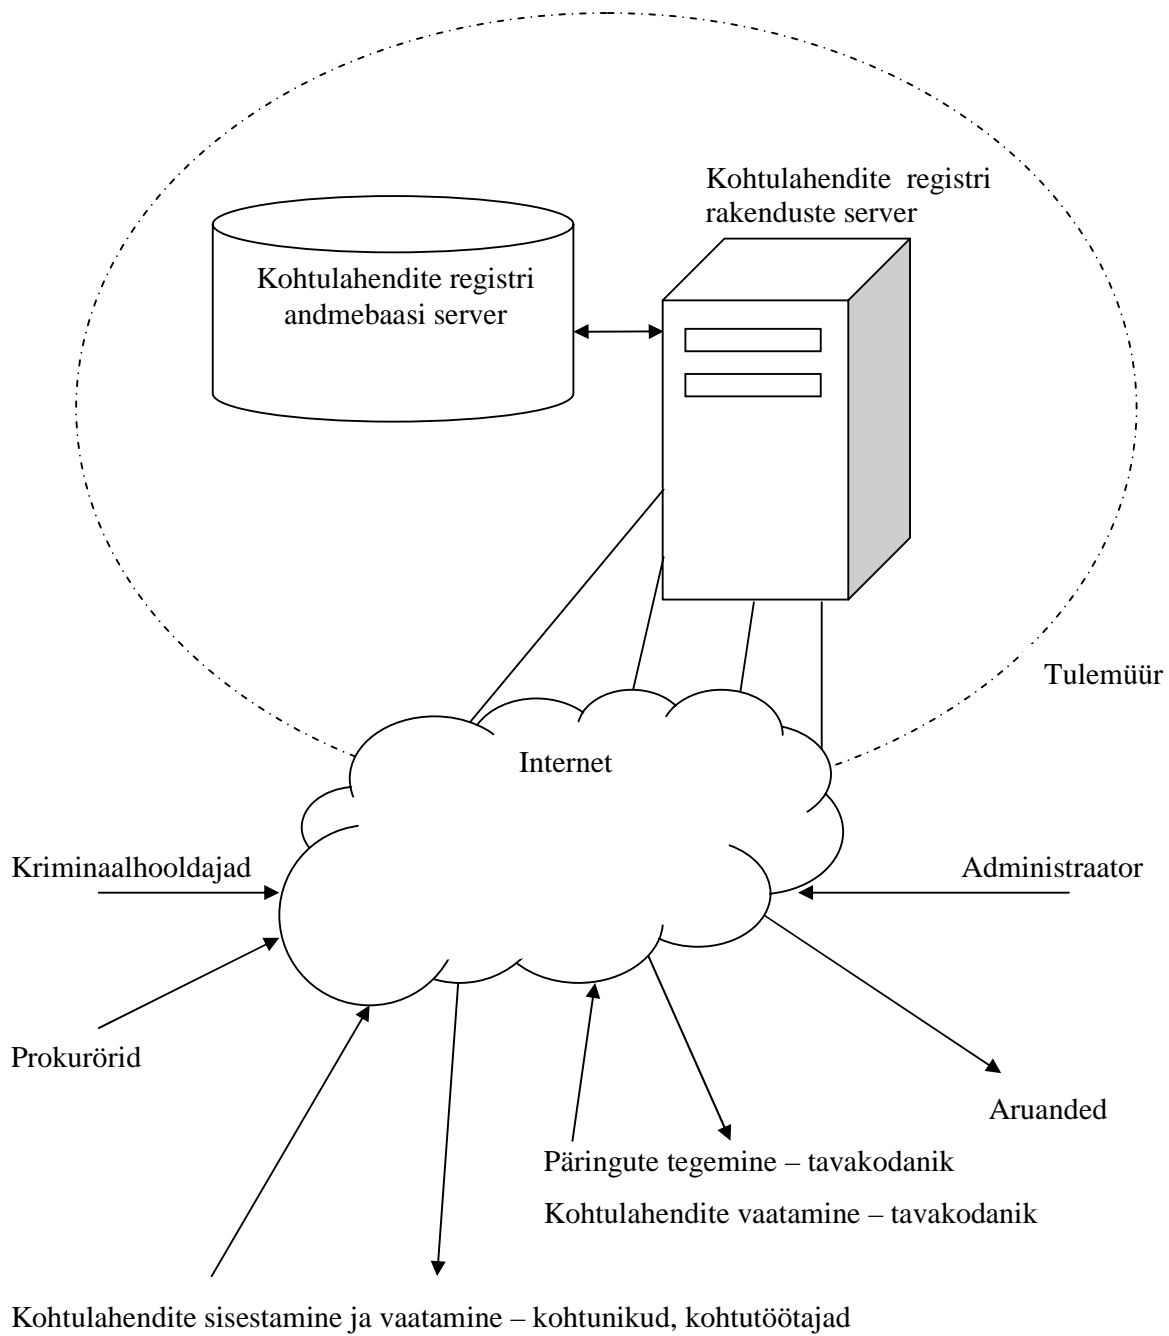 Kohtulahendite registri
rakenduste server
Kohtulahendite registri
andmebaasi server
Tulemüür
Internet
Kriminaalhooldajad
Administraator
Prokurörid
Aruanded
Päringute tegemine – tavakodanik
Kohtulahendite vaatamine – tavakodanik
Kohtulahendite sisestamine ja vaatamine – kohtunikud, kohtutöötajad